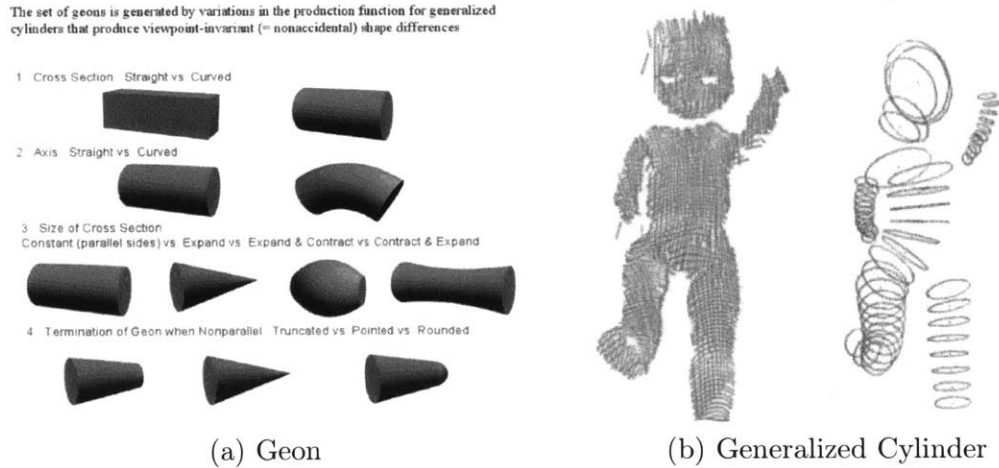 The set of geons is generated by variations in the production function for generalized
cylinders that produce viewpoint-invariant (= nonaccidental) shape differences
1 Cross Section Straight vs Curved
2 Axis Straight vs Curved
3 Size of Cross Section
Constant (parallel sides) vs Expand vs Expand & Contract vs Contract & Expand
4 Termination of Geon when Nonparallel Truncated vs Pointed vs Rounded
(a) Geon
(b) Generalized Cylinder